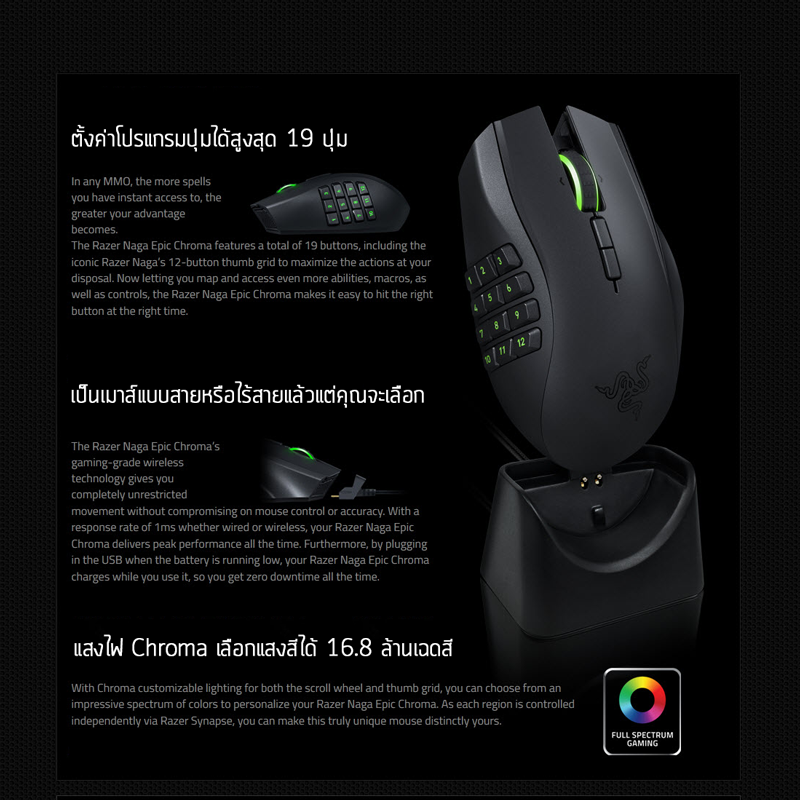 ตั้งค่าโปรแกรมปุ่มได้สูงสุด 19 ปุ่ม
In any MMO, the more spells
you have instant access to, the
greater your advantage
becomes.
The Razer Naga Epic Chroma features a total of 19 buttons, including the
iconic Razer Naga's 12-button thumb grid to maximize the actions at your
disposal. Now letting you map and access even more abilities, macros, as
well as controls, the Razer Naga Epic Chroma makes it easy to hit the right
button at the right time.
1 2 3
4 5 6
7 8 9
10 11 12
เป็นเมาส์แบบสายหรือไร้สายแล้วแต่คุณจะเลือก
The Razer Naga Epic Chroma's
gaming-grade wireless
technology gives you
completely unrestricted
movement without compromising on mouse control or accuracy. With a
response rate of 1ms whether wired or wireless, your Razer Naga Epic
Chroma delivers peak performance all the time. Furthermore, by plugging
in the USB when the battery is running low, your Razer Naga Epic Chroma
charges while you use it, so you get zero downtime all the time.
แสงไฟ Chroma เลือกแสงสีได้ 16.8 ล้านเฉดสี
With Chroma customizable lighting for both the scroll wheel and thumb grid, you can choose from an
impressive spectrum of colors to personalize your Razer Naga Epic Chroma. As each region is controlled
independently via Razer Synapse, you can make this truly unique mouse distinctly yours.
FULL SPECTRUM
GAMING